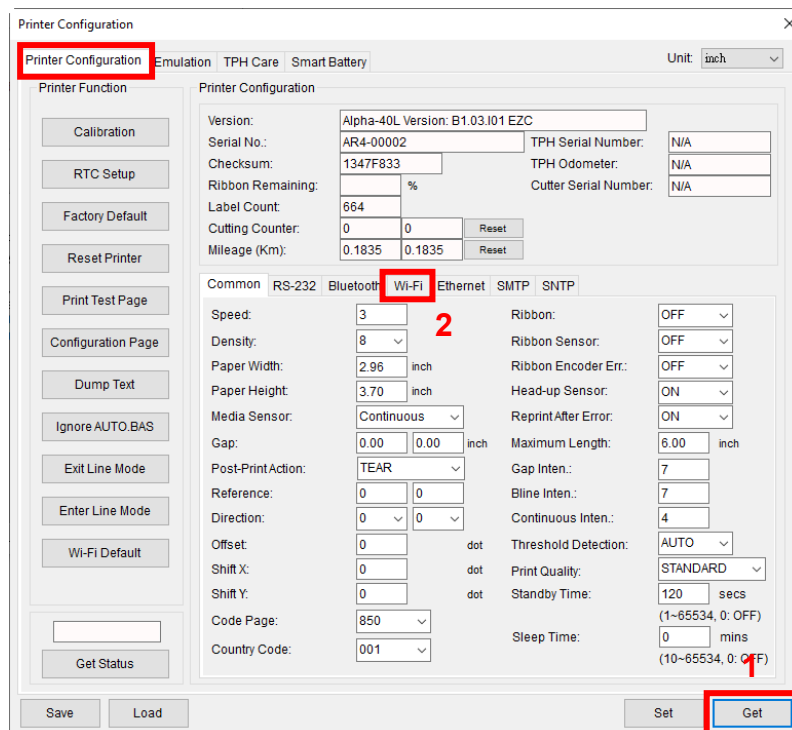 Printer Configuration
Printer Configuration Emulation TPH Care Smart Battery Unit: inch
Printer Function
Calibration
RTC Setup
Factory Default
Reset Printer
Print Test Page
Configuration Page
Dump Text
Ignore AUTO.BAS
Exit Line Mode
Enter Line Mode
Wi-Fi Default
Get Status
Printer Configuration
Version: Alpha-40L Version: B1.03.I01 EZC
Serial No.: AR4-00002 TPH Serial Number: N/A
Checksum: 1347F833 TPH Odometer: N/A
Ribbon Remaining: % Cutter Serial Number: N/A
Label Count: 664
Cutting Counter: 0 0 Reset
Mileage (Km): 0.1835 0.1835 Reset
Common RS-232 Bluetooth Wi-Fi Ethernet SMTP SNTP
2
Speed: 3 Ribbon: OFF
Density: 8 Ribbon Sensor: OFF
Paper Width: 2.96 inch Ribbon Encoder Err.: OFF
Paper Height: 3.70 inch Head-up Sensor: ON
Media Sensor: Continuous Reprint After Error: ON
Gap: 0.00 0.00 inch Maximum Length: 6.00 inch
Post-Print Action: TEAR Gap Inten.: 7
Reference: 0 0 Bline Inten.: 7
Direction: 0 0 Continuous Inten.: 4
Offset: 0 dot Threshold Detection: AUTO
Shift X: 0 dot Print Quality: STANDARD
Shift Y: 0 dot Standby Time: 120 secs
(1~65534, 0: OFF)
Code Page: 850
Sleep Time: 0 mins
Country Code: 001
(10~65534, 0: OFF)
1
Save Load Set Get